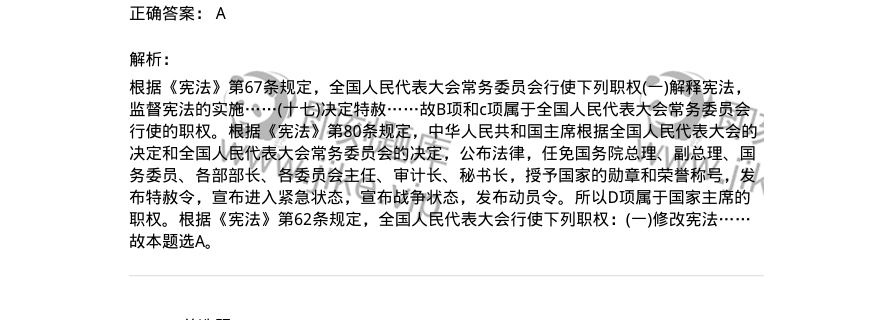 正确答案： A
解析：
根据《宪法》第67条规定，全国人民代表大会常务委员会行使下列职权(一)解释宪法，
监督宪法的实施……(十七)决定特赦……故B项和c项属于全国人民代表大会常务委员会
行使的职权。根据《宪法》第80条规定，中华人民共和国主席根据全国人民代表大会的
决定和全国人民代表大会常务委员会的决定，公布法律，任免国务院总理、副总理、国
务委员、各部部长、各委员会主任、审计长、秘书长，授予国家的勋章和荣誉称号，发
布特赦令，宣布进入紧急状态，宣布战争状态，发布动员令。所以D项属于国家主席的
职权。根据《宪法》第62条规定，全国人民代表大会行使下列职权：(一)修改宪法……
故本题选A。